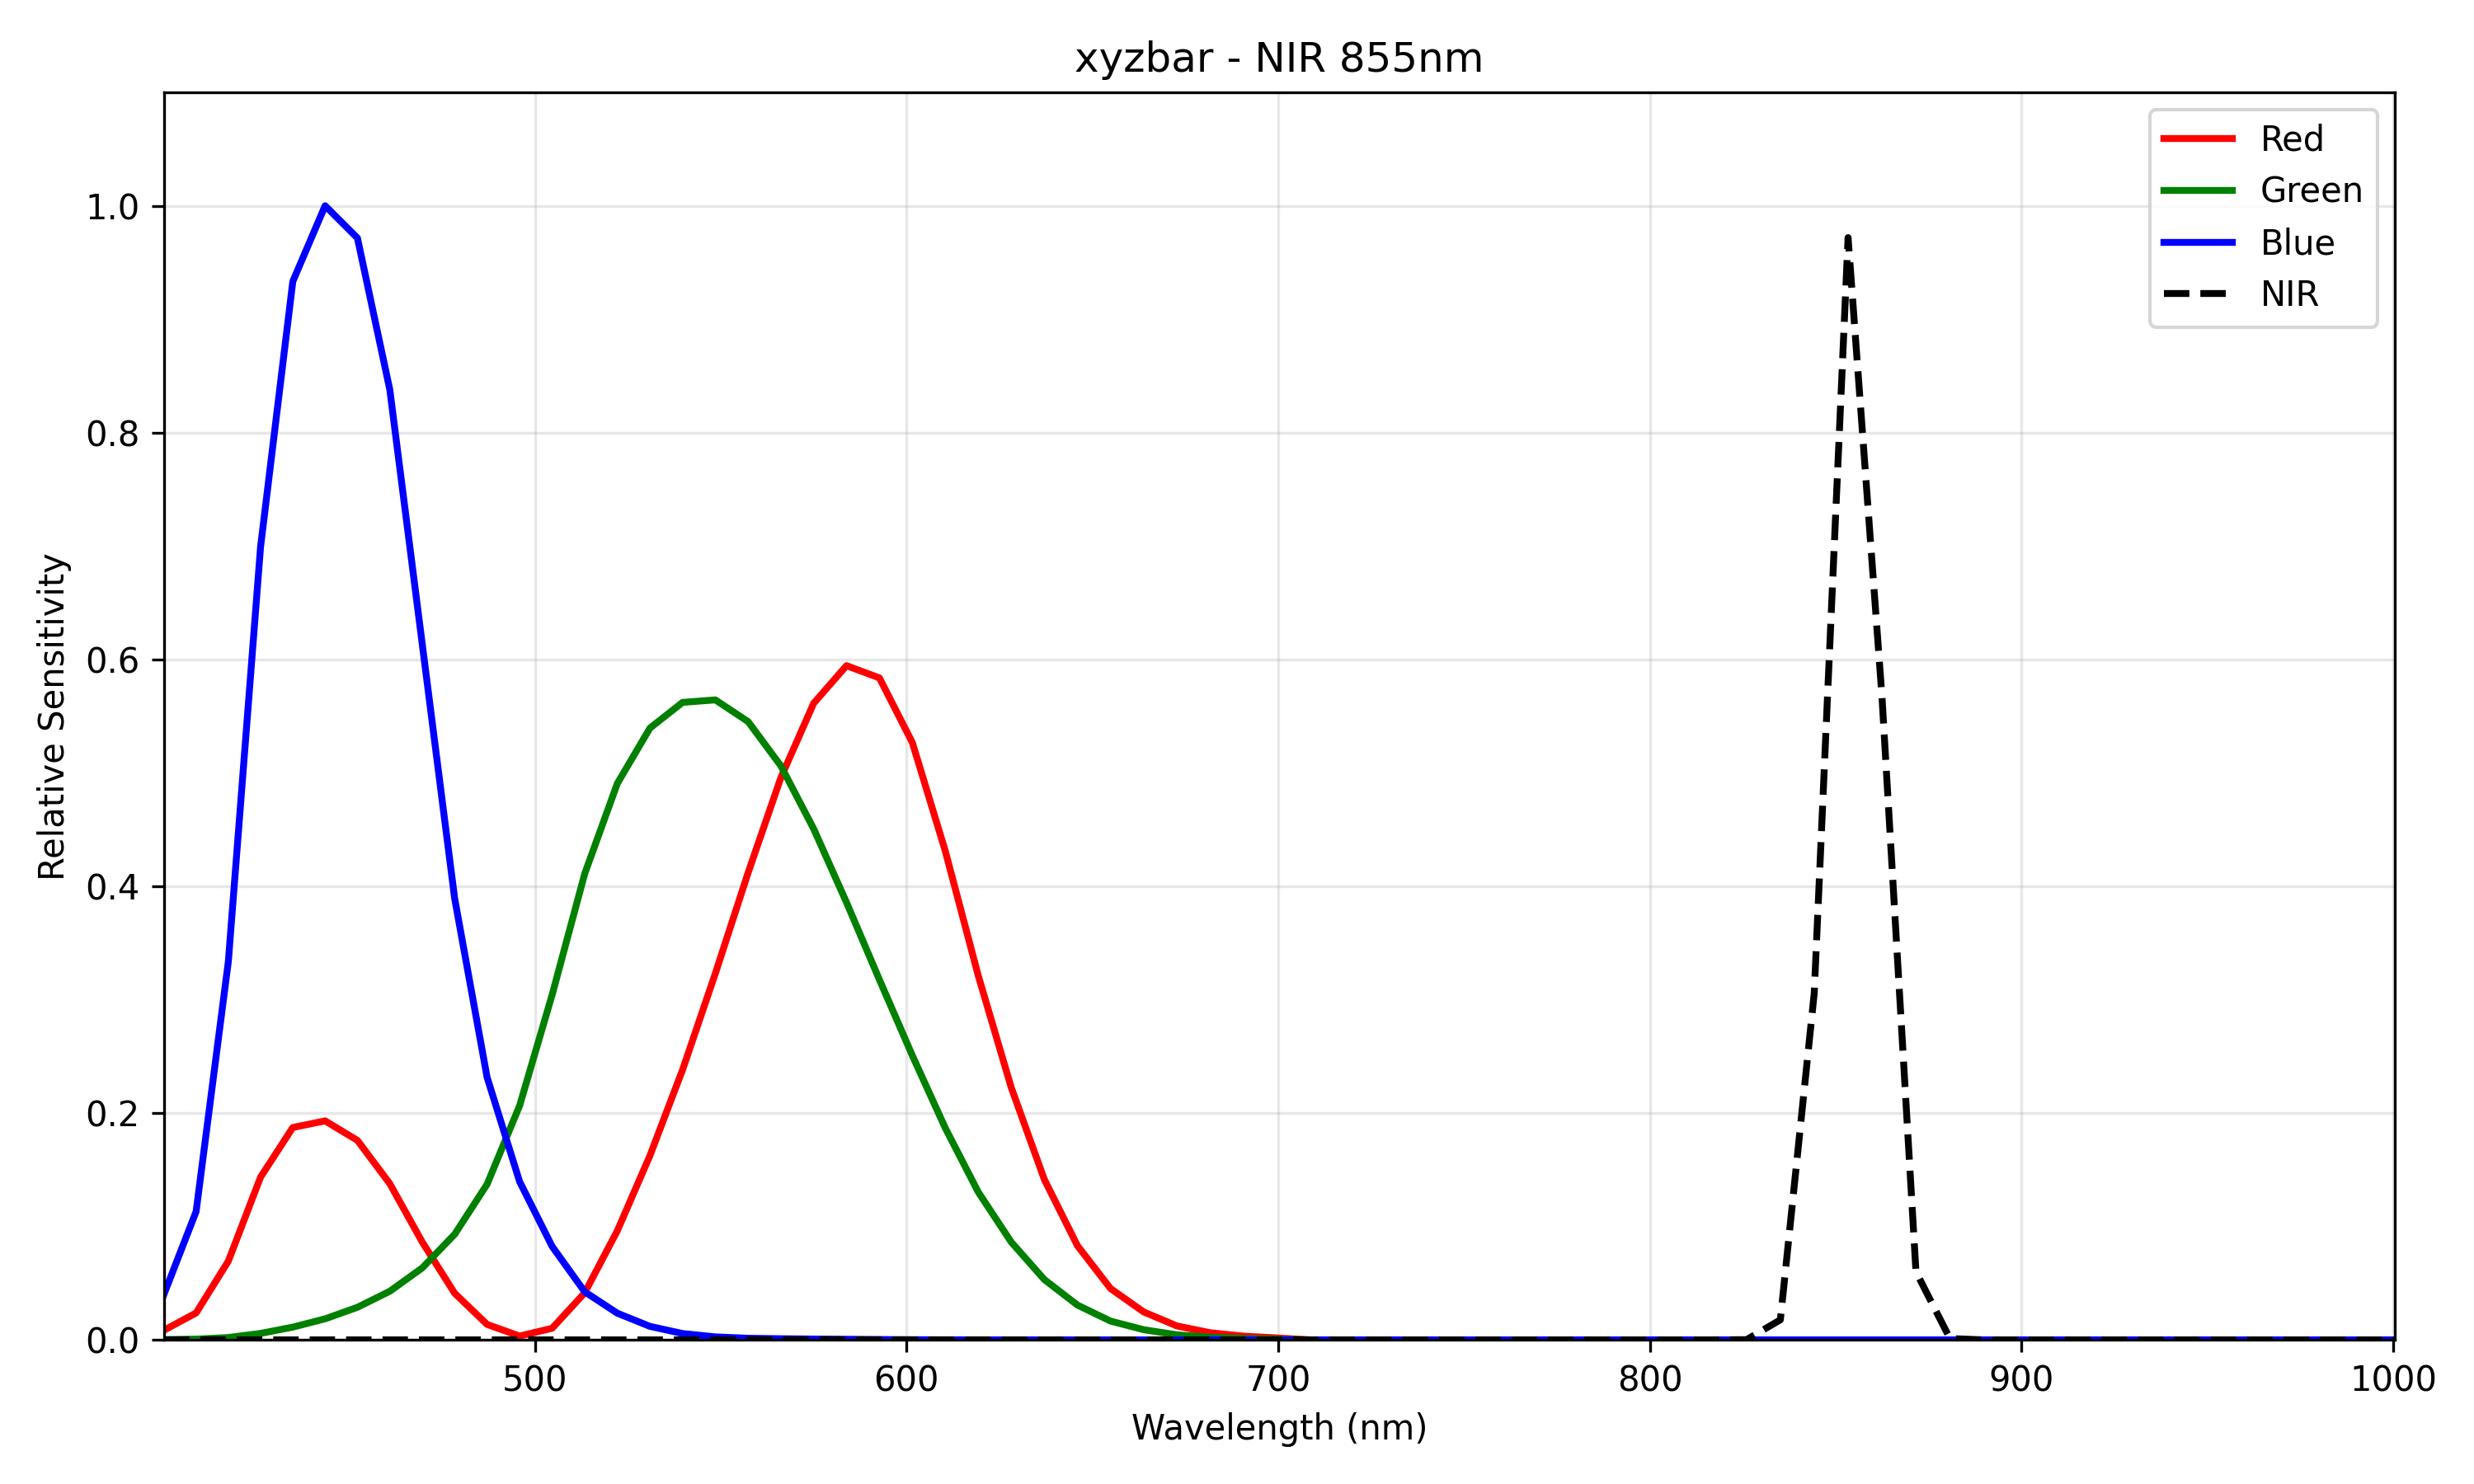 xyzbar - NIR 855nm
Red
Green
Blue
NIR
1.0
0.8
0.6
0.4
0.2
0.0
Relative Sensitivity
500 600 700 800 900 1000
Wavelength (nm)